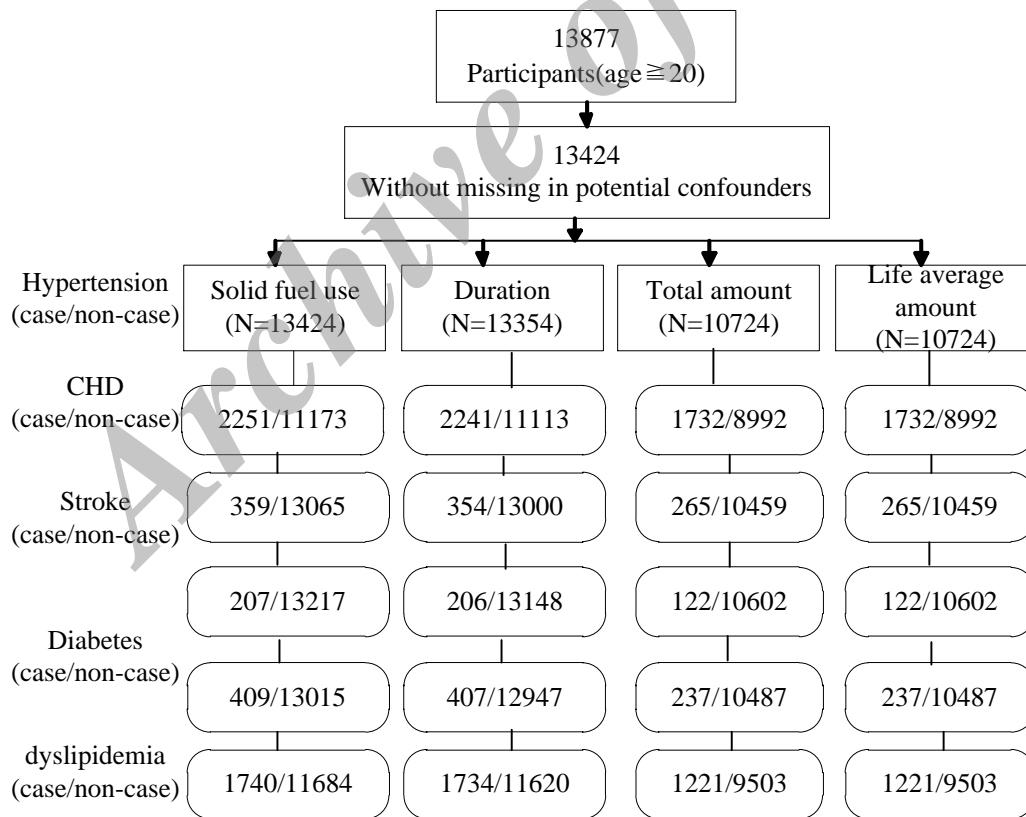 13877
Participants(age≧20)
13424
Without missing in potential confounders
Hypertension
(case/non-case)
Solid fuel use
(N=13424)
Duration
(N=13354)
Total amount
(N=10724)
Life average
amount
(N=10724)
CHD
(case/non-case)
2251/11173
2241/11113
1732/8992
1732/8992
Stroke
(case/non-case)
359/13065
354/13000
265/10459
265/10459
207/13217
206/13148
122/10602
122/10602
Diabetes
(case/non-case)
409/13015
407/12947
237/10487
237/10487
dyslipidemia
(case/non-case)
1740/11684
1734/11620
1221/9503
1221/9503
Archive of